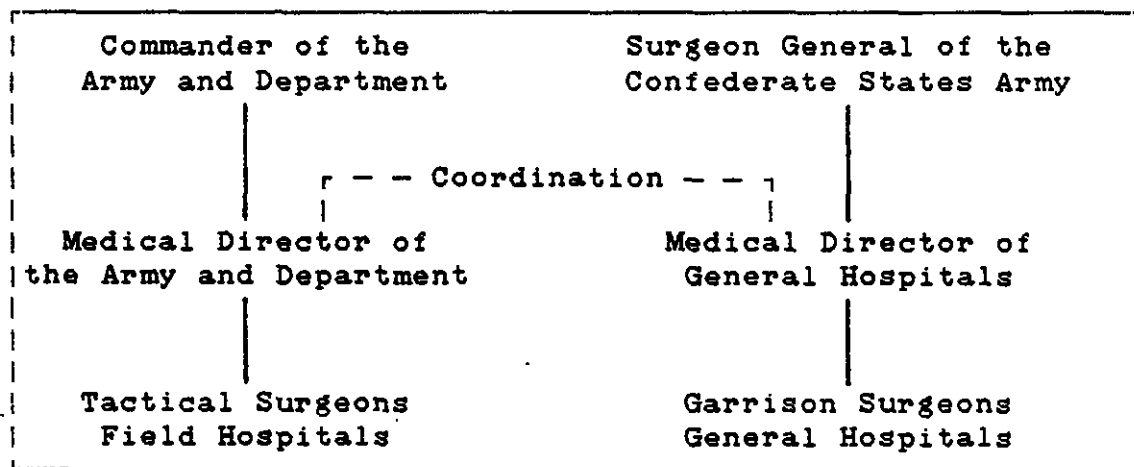 Commander of the
Army and Department
Surgeon General of the
Confederate States Army
Coordination
Medical Director of
the Army and Department
Medical Director of
General Hospitals
Tactical Surgeons
Field Hospitals
Garrison Surgeons
General Hospitals